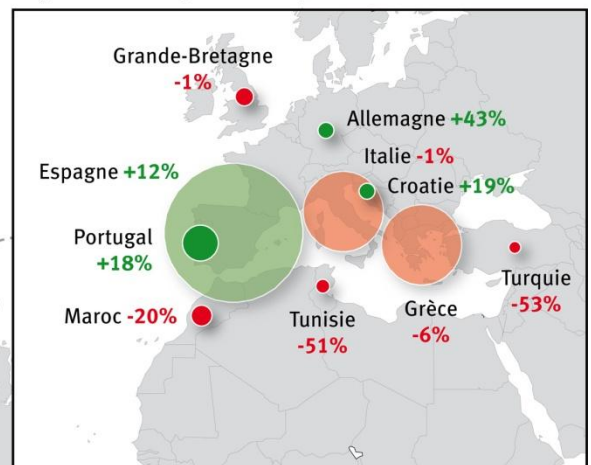 Grande-Bretagne
-1%
Allemagne +43%
Italie -1%
Espagne +12%
Croatie +19%
Portugal
+18%
Turquie
-53%
Maroc -20%
Tunisie
-51%
Grèce
-6%